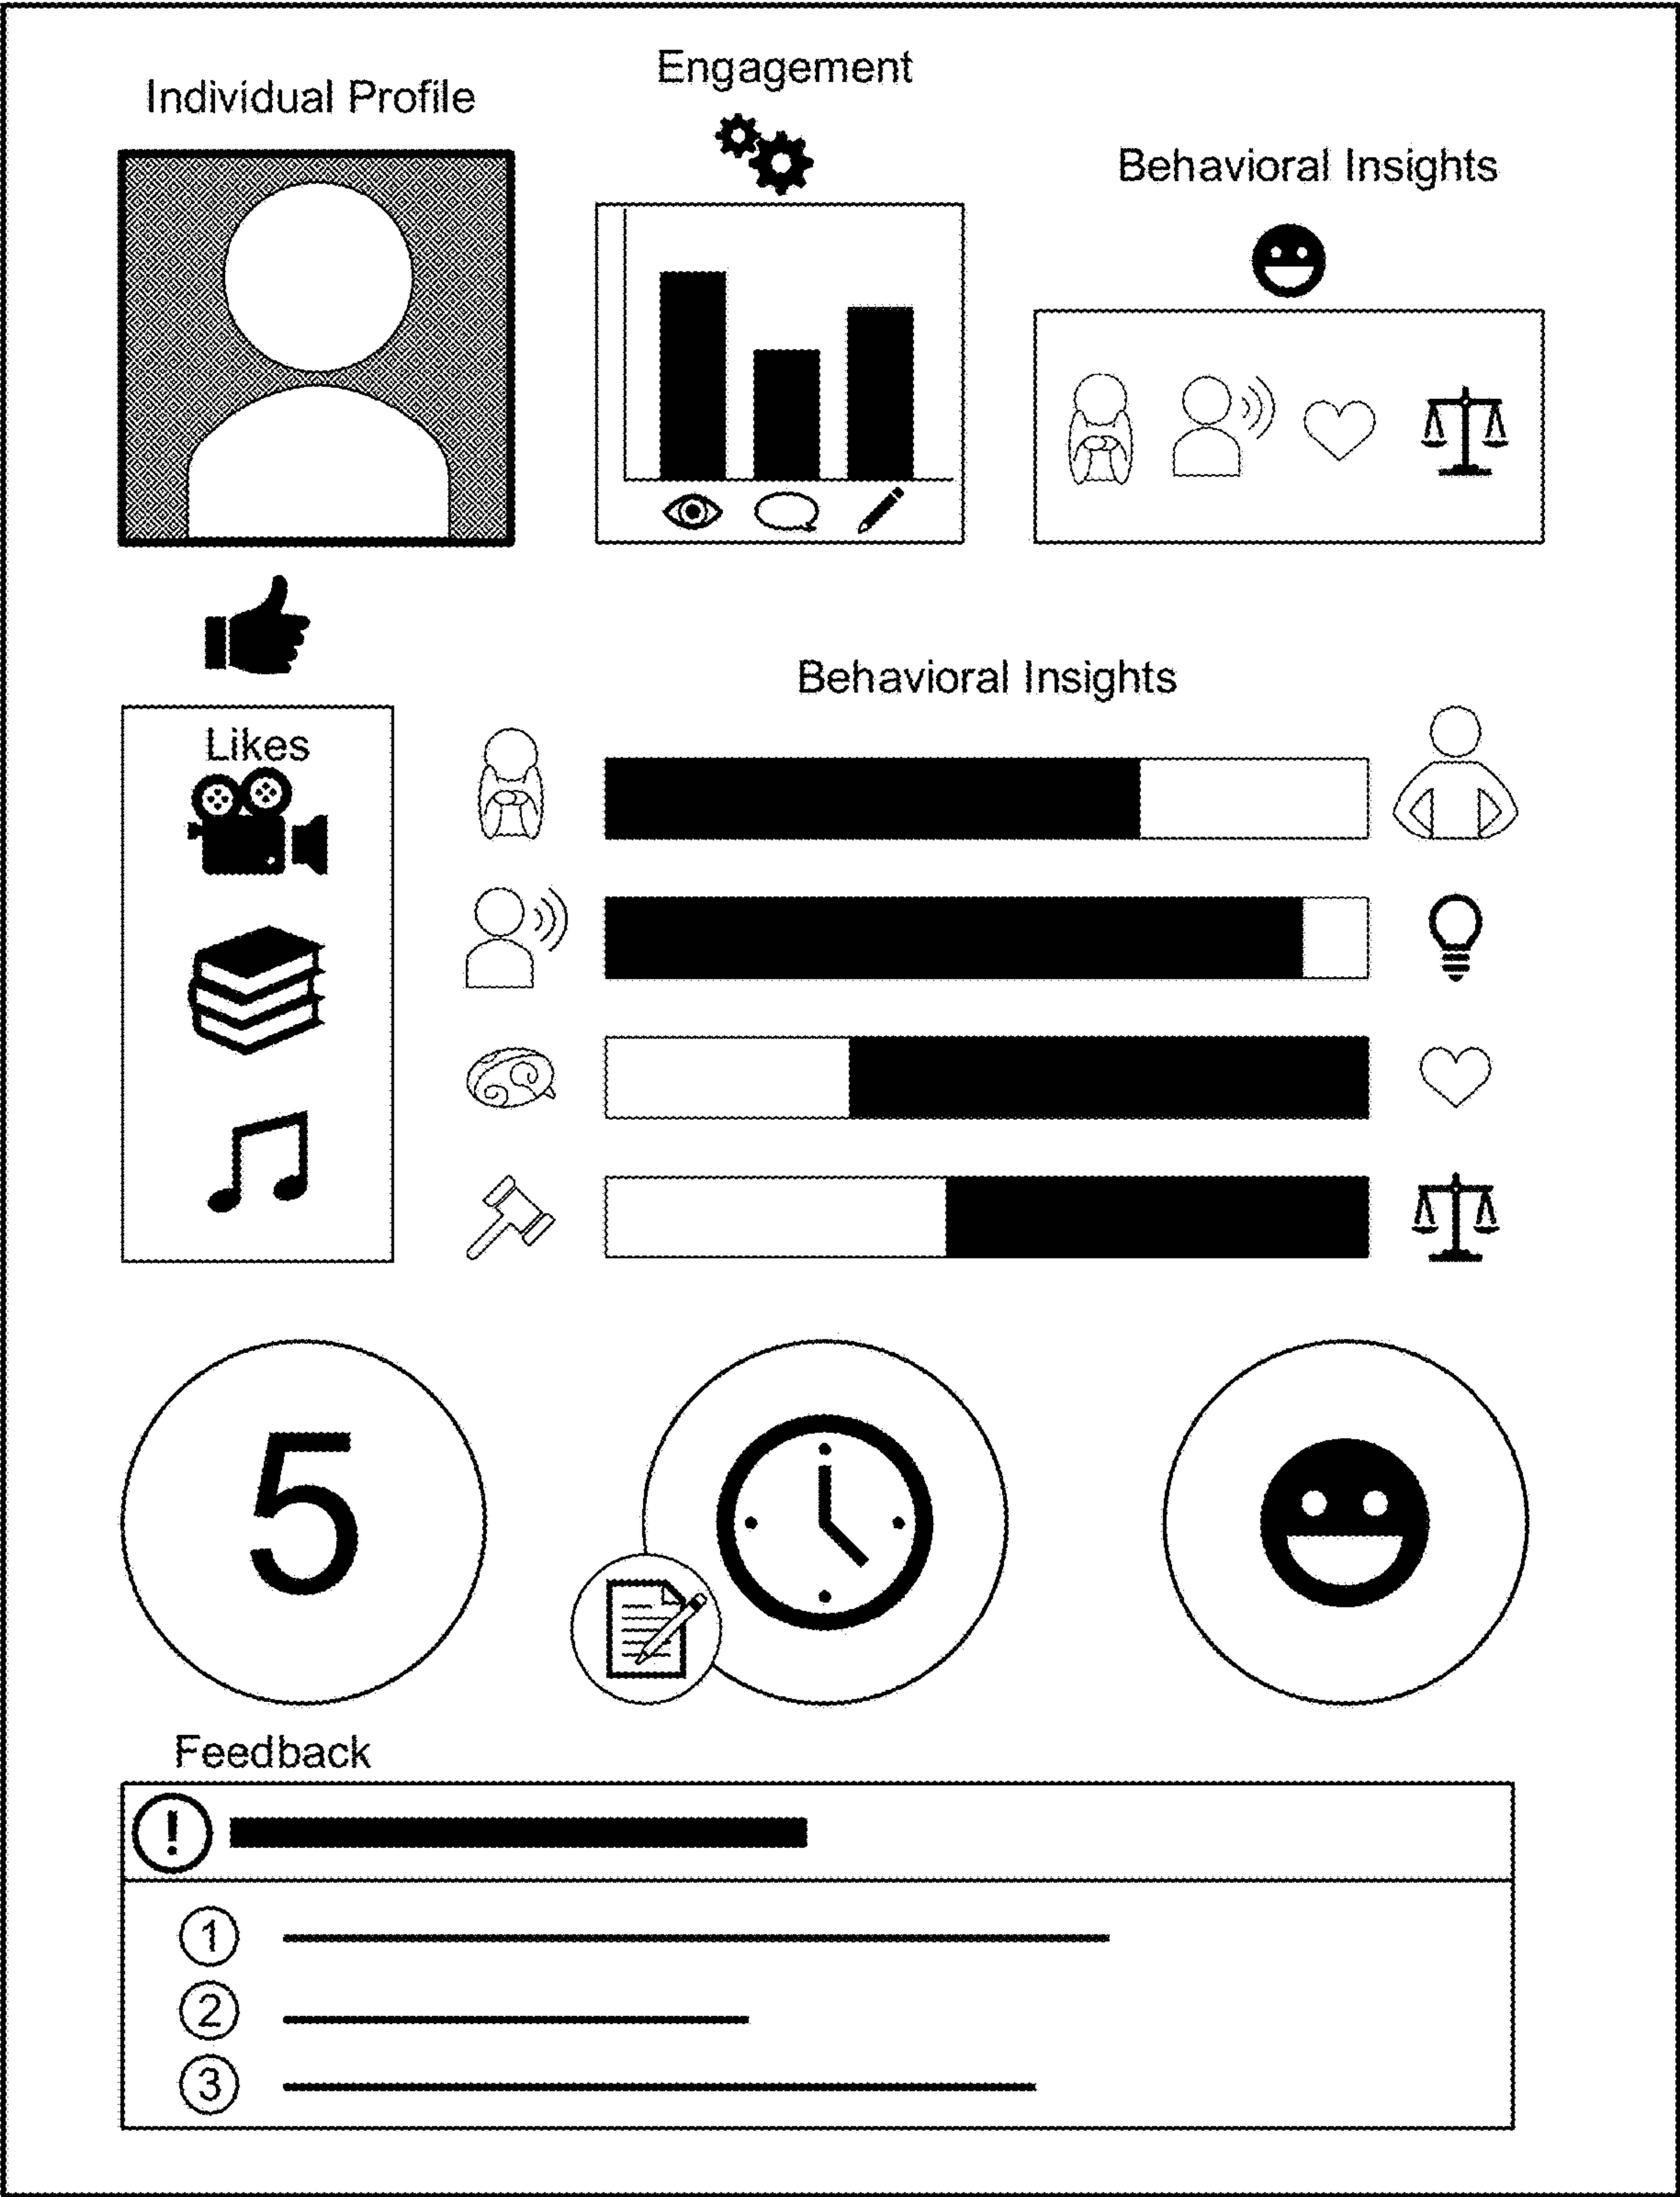 Individual Profile
Engagement
Behavioral Insights
Behavioral Insights
Likes
5
Feedback
!
1
2
3